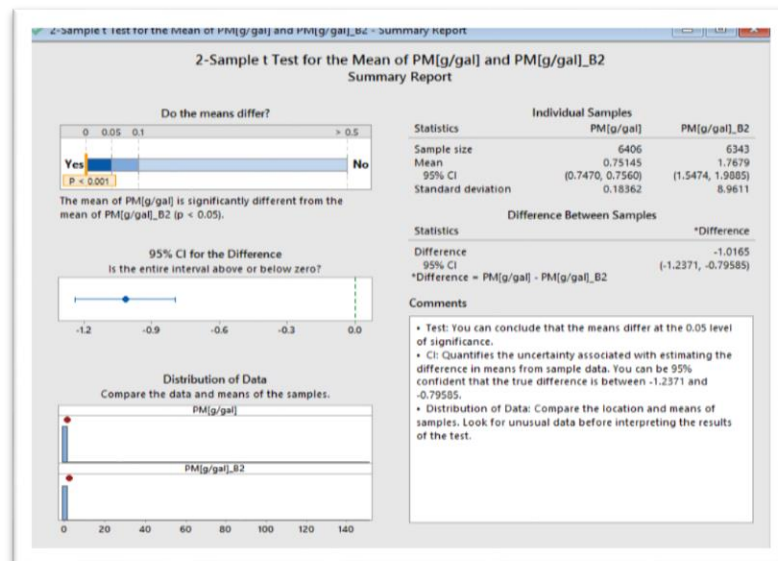 2-Sample t Test for the Mean of PM[g/gal] and PM[g/gal]_B2 - Summary Report
2-Sample t Test for the Mean of PM[g/gal] and PM[g/gal]_B2
Summary Report
Do the means differ?
0 0.05 0.1 > 0.5
Yes No
P < 0.001
The mean of PM[g/gal] is significantly different from the
mean of PM[g/gal]_B2 (p < 0.05).
95% CI for the Difference
Is the entire interval above or below zero?
-1.2 -0.9 -0.6 -0.3 0.0
Distribution of Data
Compare the data and means of the samples.
PM[g/gal]
PM[g/gal]_B2
0 20 40 60 80 100 120 140
Individual Samples
Statistics PM[g/gal] PM[g/gal]_B2
Sample size 6406 6343
Mean 0.75145 1.7679
95% CI (0.7470, 0.7560) (1.5474, 1.9885)
Standard deviation 0.18362 8.9611
Difference Between Samples
Statistics *Difference
Difference -1.0165
95% CI (-1.2371, -0.79585)
*Difference = PM[g/gal] - PM[g/gal]_B2
Comments
• Test: You can conclude that the means differ at the 0.05 level
of significance.
• CI: Quantifies the uncertainty associated with estimating the
difference in means from sample data. You can be 95%
confident that the true difference is between -1.2371 and
-0.79585.
• Distribution of Data: Compare the location and means of
samples. Look for unusual data before interpreting the results
of the test.